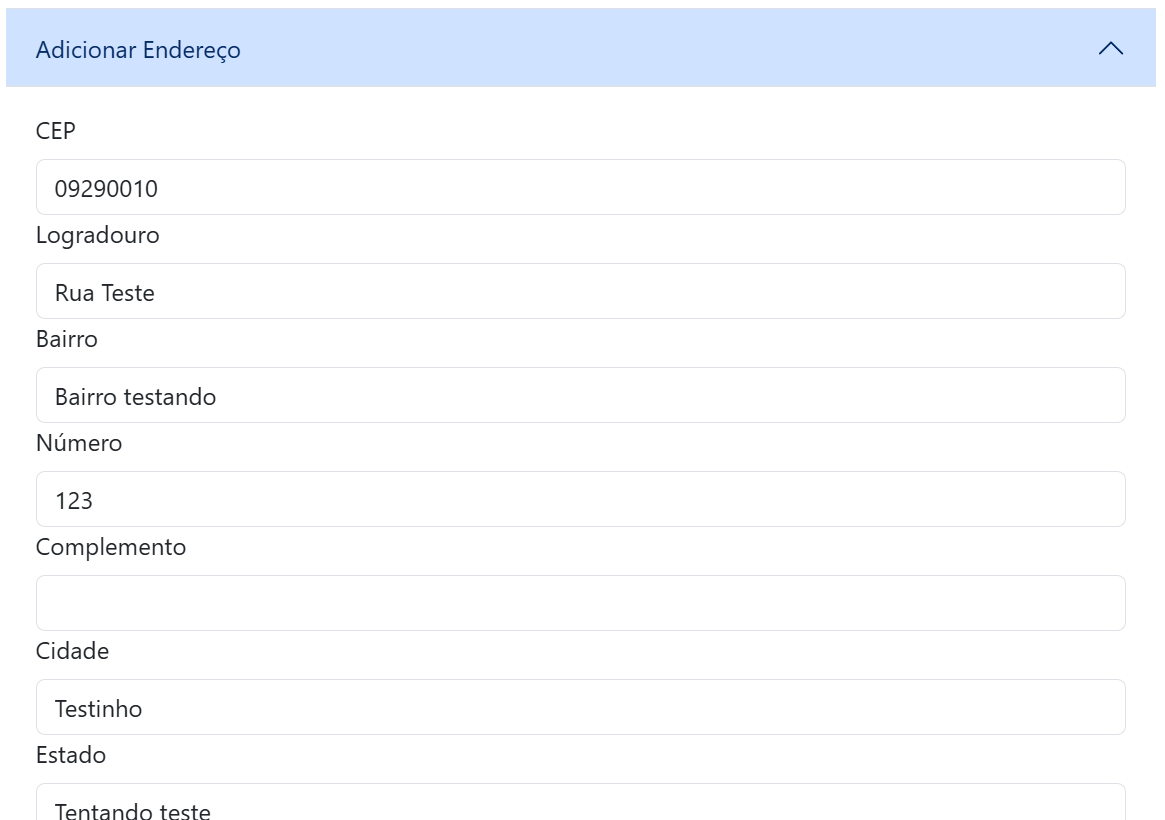 Adicionar Endereço
CEP
09290010
Logradouro
Rua Teste
Bairro
Bairro testando
Número
123
Complemento
Cidade
Testinho
Estado
Tentando teste